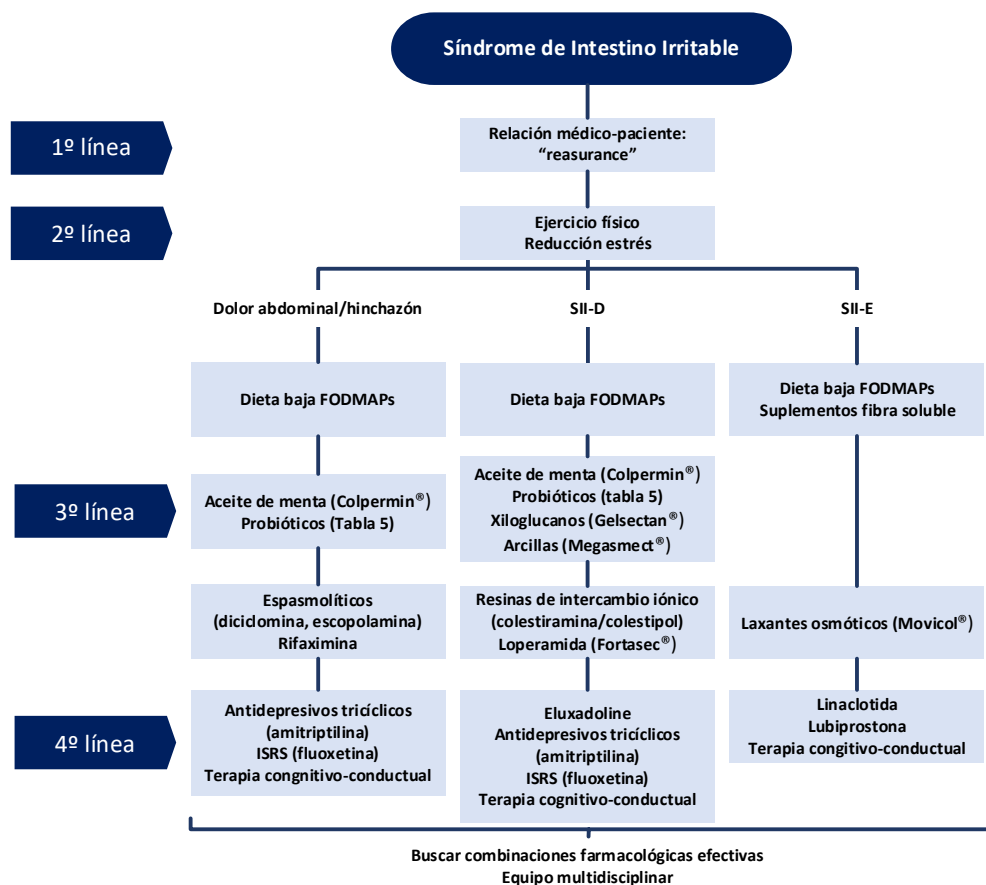 Síndrome de Intestino Irritable
1º línea
Relación médico-paciente:
“reasurance”
2º línea
Ejercicio físico
Reducción estrés
Dolor abdominal/hinchazón
SII-D
SII-E
Dieta baja FODMAPs
Dieta baja FODMAPs
Dieta baja FODMAPs
Suplementos fibra soluble
3º línea
Aceite de menta (Colpermin®)
Probióticos (Tabla 5)
Aceite de menta (Colpermin®)
Probióticos (tabla 5)
Xiloglucanos (Gelsectan®)
Arcillas (Megasmect®)
Espasmolíticos
(diciclomina, escopolamina)
Rifaximina
Resinas de intercambio iónico
(colestiramina/colestipol)
Loperamida (Fortasec®)
Laxantes osmóticos (Movicol®)
4º línea
Antidepresivos tricíclicos
(amitriptilina)
ISRS (fluoxetina)
Terapia congnitivo-conductual
Eluxadoline
Antidepresivos tricíclicos
(amitriptilina)
ISRS (fluoxetina)
Terapia cognitivo-conductual
Linaclotida
Lubiprostona
Terapia congitivo-conductual
Buscar combinaciones farmacológicas efectivas
Equipo multidisciplinar